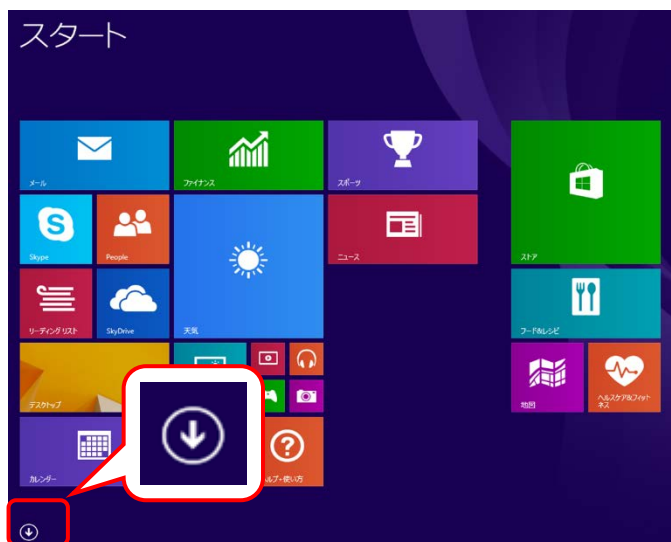 スタート
メール
ファイナンス
スポーツ
Skype
People
天気
ニュース
ストア
リーディング リスト
SkyDrive
フード&レシピ
デスクトップ
地図
ヘルスケア&フィットネス
カレンダー
ヘルプ+使い方